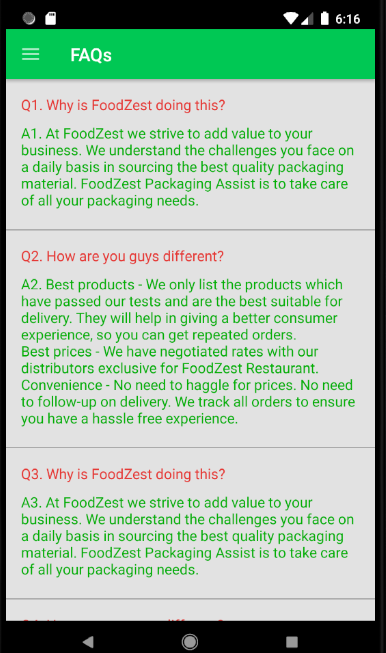 6:16
FAQs
Q1. Why is FoodZest doing this?
A1. At FoodZest we strive to add value to your
business. We understand the challenges you face on
a daily basis in sourcing the best quality packaging
material. FoodZest Packaging Assist is to take care
of all your packaging needs.
Q2. How are you guys different?
A2. Best products - We only list the products which
have passed our tests and are the best suitable for
delivery. They will help in giving a better consumer
experience, so you can get repeated orders.
Best prices - We have negotiated rates with our
distributors exclusive for FoodZest Restaurant.
Convenience - No need to haggle for prices. No need
to follow-up on delivery. We track all orders to ensure
you have a hassle free experience.
Q3. Why is FoodZest doing this?
A3. At FoodZest we strive to add value to your
business. We understand the challenges you face on
a daily basis in sourcing the best quality packaging
material. FoodZest Packaging Assist is to take care
of all your packaging needs.